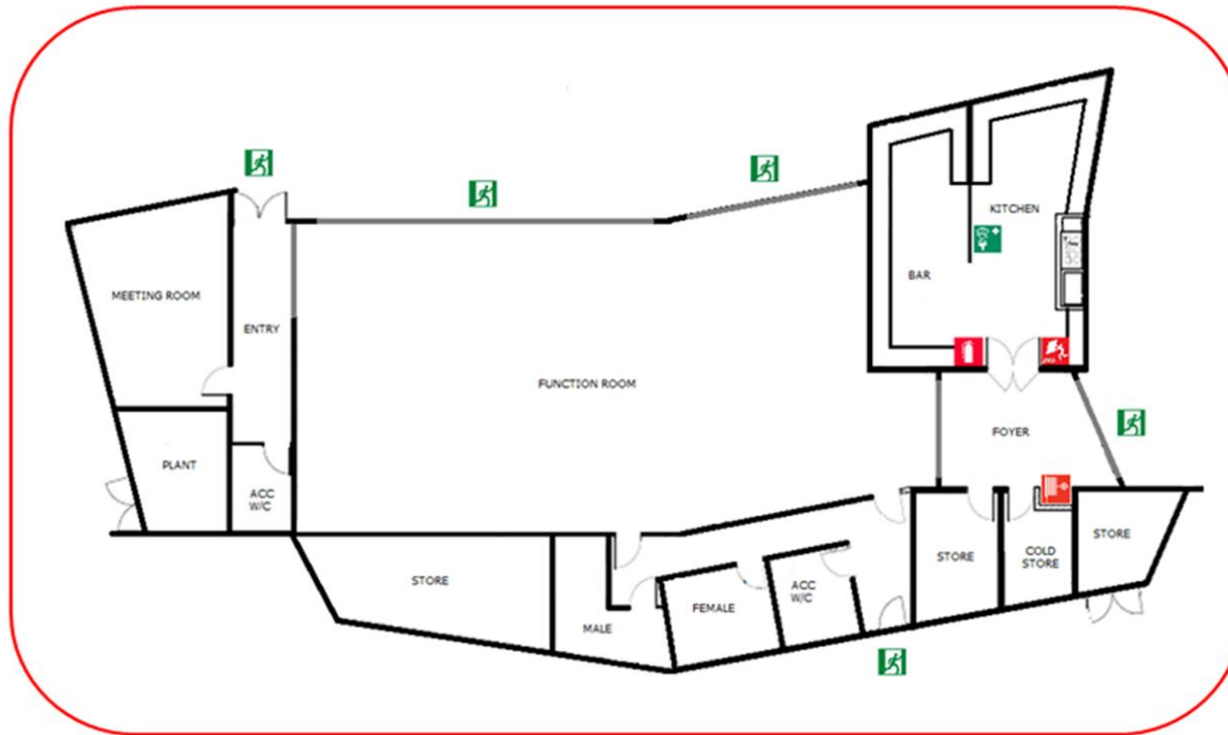 KITCHEN
BAR
MEETING ROOM
ENTRY
FUNCTION ROOM
FOYER
PLANT
ACC
W/C
STORE
MALE
FEMALE
ACC
W/C
STORE
COLD
STORE
STORE